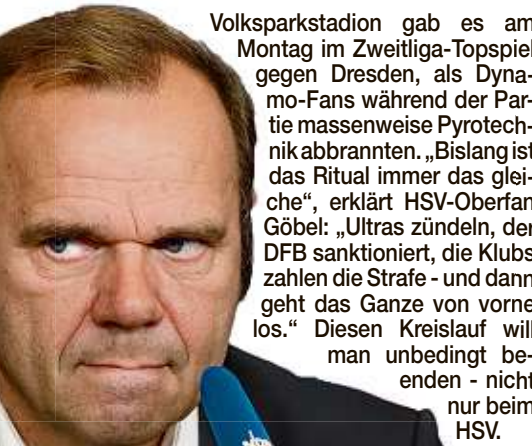 Volksparkstadion gab es am
Montag im Zweitliga-Topspiel
gegen Dresden, als Dyna-
mo-Fans während der Par-
tie massenweise Pyrotech-
nik abbrannten. „Bislang ist
das Ritual immer das glei-
che“, erklärt HSV-Oberfan
Göbel: „Ultras zündeln, der
DFB sanktioniert, die Klubs
zahlen die Strafe - und dann
geht das Ganze von vorne
los.“ Diesen Kreislauf will
man unbedingt be-
enden - nicht
nur beim
HSV.